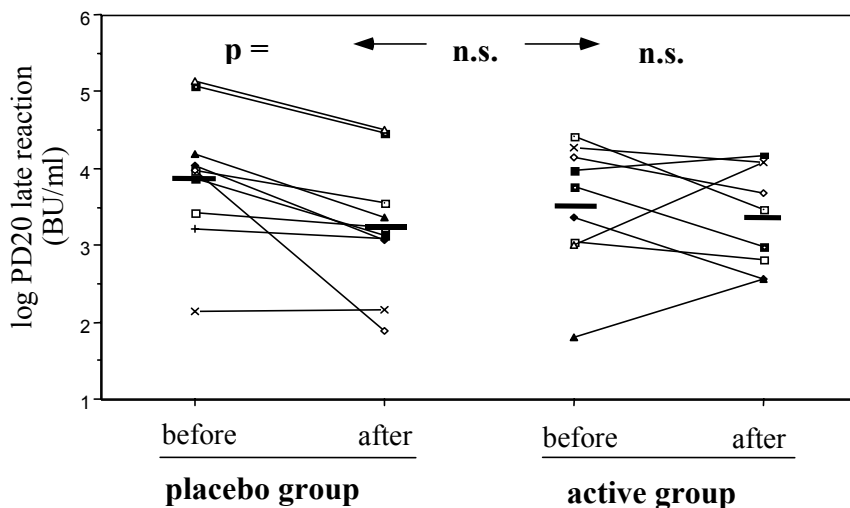 6
5
4
3
2
1
log PD20 late reaction
(BU/ml)
p = n.s. n.s.
before after before after
placebo group active group